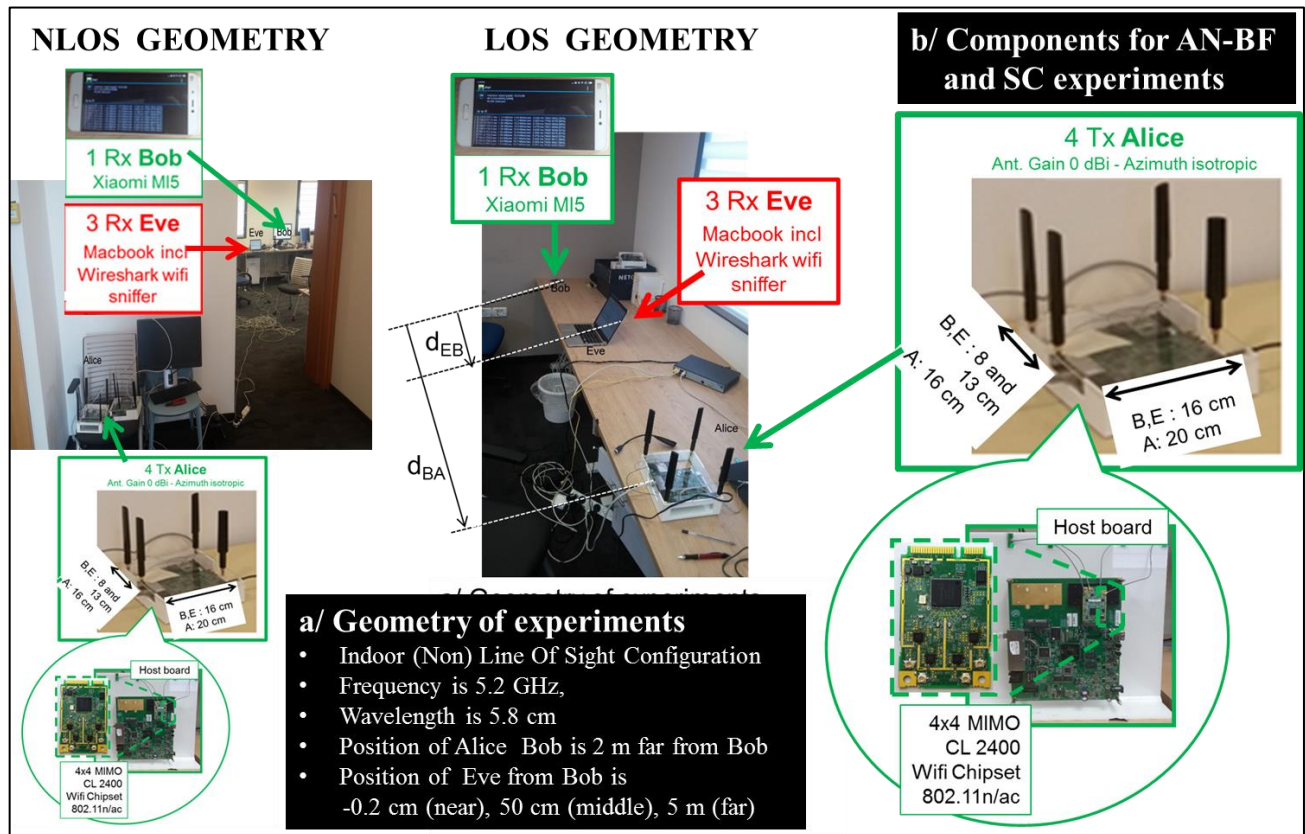 NLOS GEOMETRY
1 Rx Bob
Xiaomi MI5
3 Rx Eve
Macbook incl
Wireshark wifi
sniffer
Eve
Bob
Alice
4 Tx Alice
Ant. Gain 0 dBi - Azimuth isotropic
B,E : 8 and
13 cm
A: 16 cm
B,E : 16 cm
A: 20 cm
Host board
4x4 MIMO
CL 2400
Wifi Chipset
802.11n/ac
LOS GEOMETRY
1 Rx Bob
Xiaomi MI5
3 Rx Eve
Macbook incl
Wireshark wifi
sniffer
Bob
Eve
Alice
dEB
dBA
a/ Geometry of experiments
a/ Geometry of experiments
• Indoor (Non) Line Of Sight Configuration
• Frequency is 5.2 GHz,
• Wavelength is 5.8 cm
• Position of Alice Bob is 2 m far from Bob
• Position of Eve from Bob is
-0.2 cm (near), 50 cm (middle), 5 m (far)
b/ Components for AN-BF
and SC experiments
4 Tx Alice
Ant. Gain 0 dBi - Azimuth isotropic
B,E : 8 and
13 cm
A: 16 cm
B,E : 16 cm
A: 20 cm
Host board
4x4 MIMO
CL 2400
Wifi Chipset
802.11n/ac